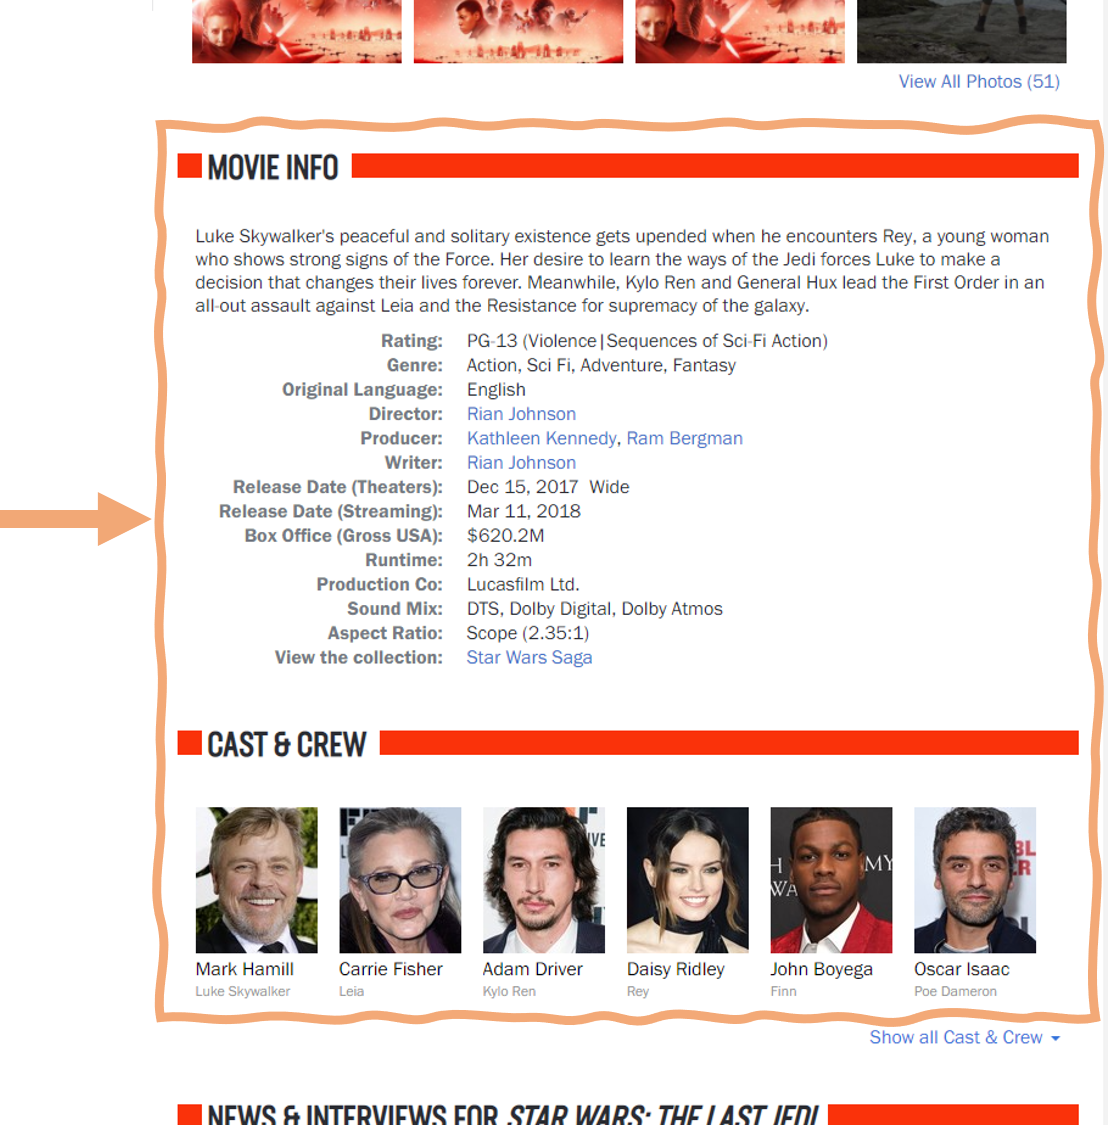 View All Photos (51)
MOVIE INFO
Luke Skywalker's peaceful and solitary existence gets upended when he encounters Rey, a young woman
who shows strong signs of the Force. Her desire to learn the ways of the Jedi forces Luke to make a
decision that changes their lives forever. Meanwhile, Kylo Ren and General Hux lead the First Order in an
all-out assault against Leia and the Resistance for supremacy of the galaxy.
Rating: PG-13 (Violence|Sequences of Sci-Fi Action)
Genre: Action, Sci Fi, Adventure, Fantasy
Original Language: English
Director: Rian Johnson
Producer: Kathleen Kennedy, Ram Bergman
Writer: Rian Johnson
Release Date (Theaters): Dec 15, 2017 Wide
Release Date (Streaming): Mar 11, 2018
Box Office (Gross USA): $620.2M
Runtime: 2h 32m
Production Co: Lucasfilm Ltd.
Sound Mix: DTS, Dolby Digital, Dolby Atmos
Aspect Ratio: Scope (2.35:1)
View the collection: Star Wars Saga
CAST & CREW
Mark Hamill Carrie Fisher Adam Driver Daisy Ridley John Boyega Oscar Isaac
Luke Skywalker Leia Kylo Ren Rey Finn Poe Dameron
Show all Cast & Crew
NEWS & INTERVIEWS FOR STAR WARS: THE LAST JEDI